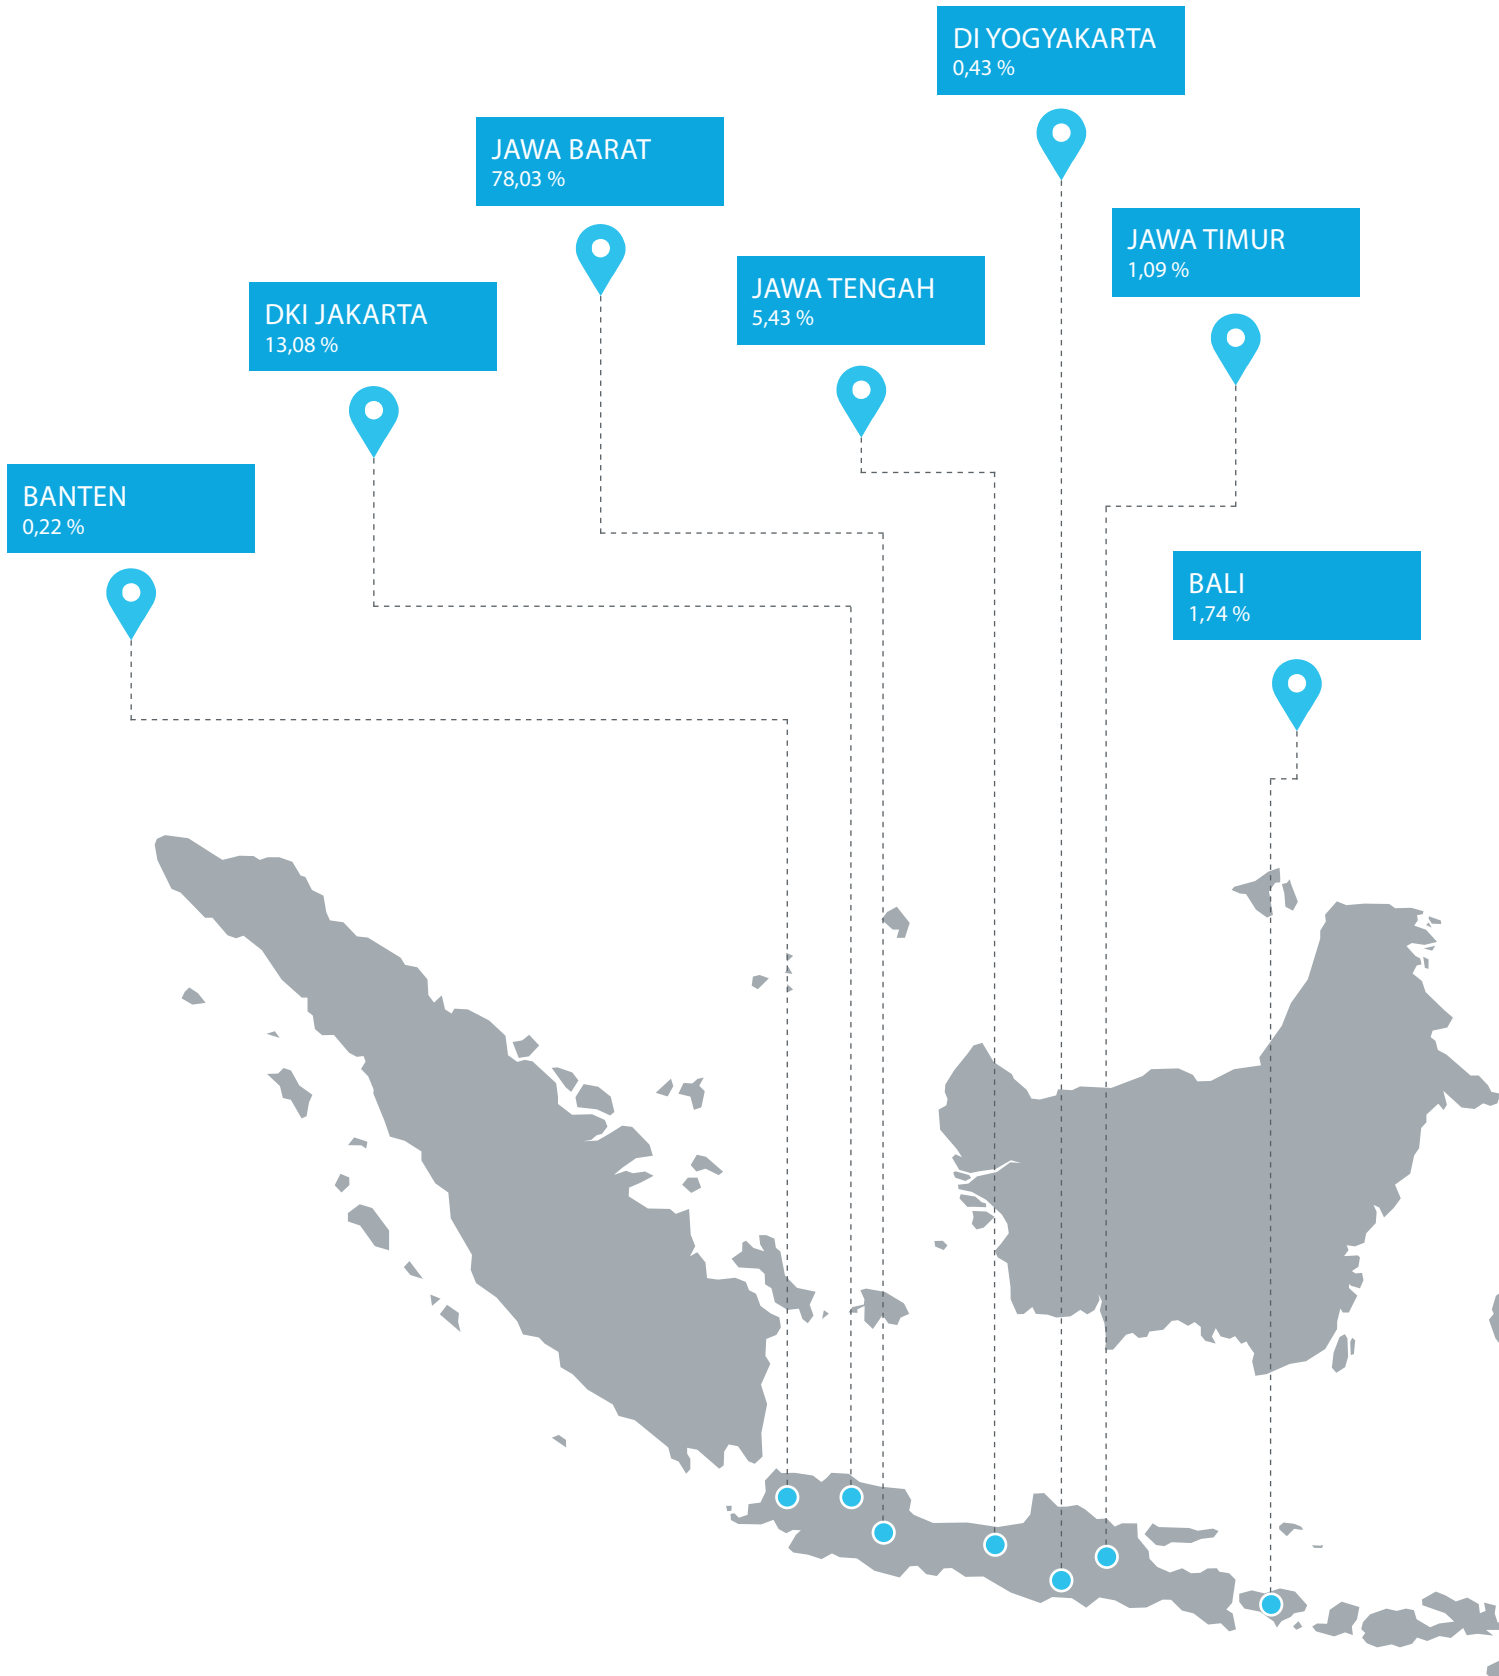 DI YOGYAKARTA
0,43 %
JAWA BARAT
78,03 %
JAWA TIMUR
1,09 %
JAWA TENGAH
5,43 %
DKI JAKARTA
13,08 %
BANTEN
0,22 %
BALI
1,74 %